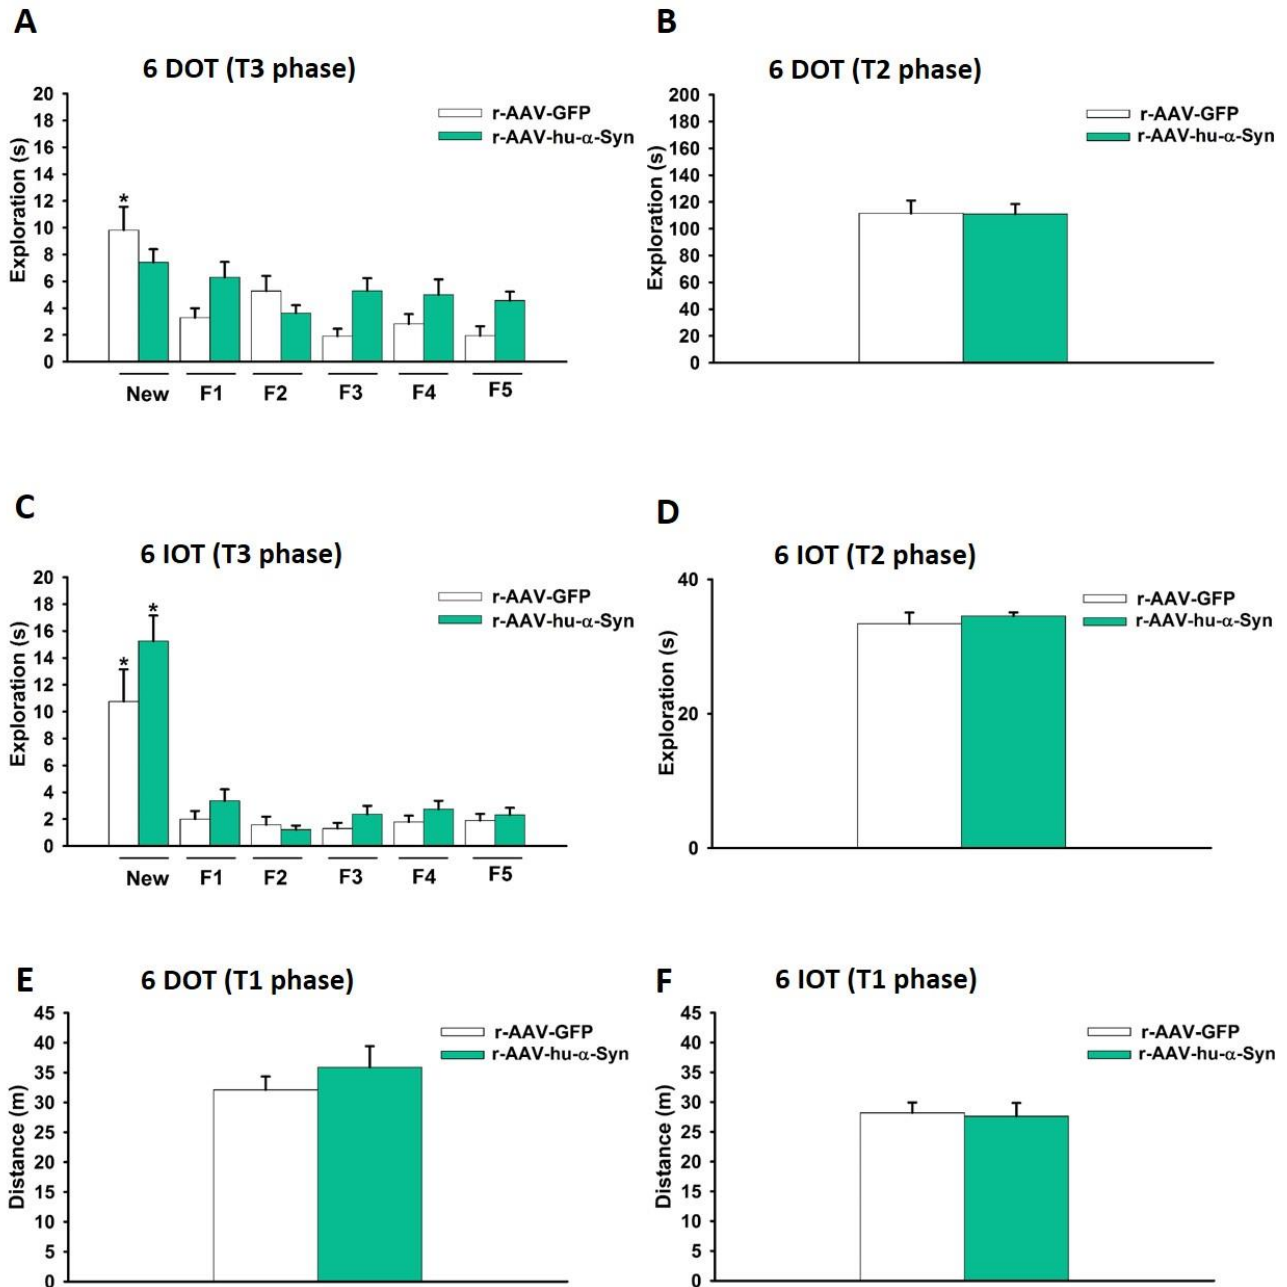 A
6 DOT (T3 phase)
Exploration (s)
20
18
16
14
12
10
8
6
4
2
0
r-AAV-GFP
r-AAV-hu-α-Syn
*
New F1 F2 F3 F4 F5
B
6 DOT (T2 phase)
Exploration (s)
200
180
160
140
120
100
80
60
40
20
0
r-AAV-GFP
r-AAV-hu-α-Syn
C
6 IOT (T3 phase)
Exploration (s)
20
18
16
14
12
10
8
6
4
2
0
r-AAV-GFP
r-AAV-hu-α-Syn
*
*
New F1 F2 F3 F4 F5
D
6 IOT (T2 phase)
Exploration (s)
40
20
0
r-AAV-GFP
r-AAV-hu-α-Syn
E
6 DOT (T1 phase)
Distance (m)
45
40
35
30
25
20
15
10
5
0
r-AAV-GFP
r-AAV-hu-α-Syn
F
6 IOT (T1 phase)
Distance (m)
45
40
35
30
25
20
15
10
5
0
r-AAV-GFP
r-AAV-hu-α-Syn